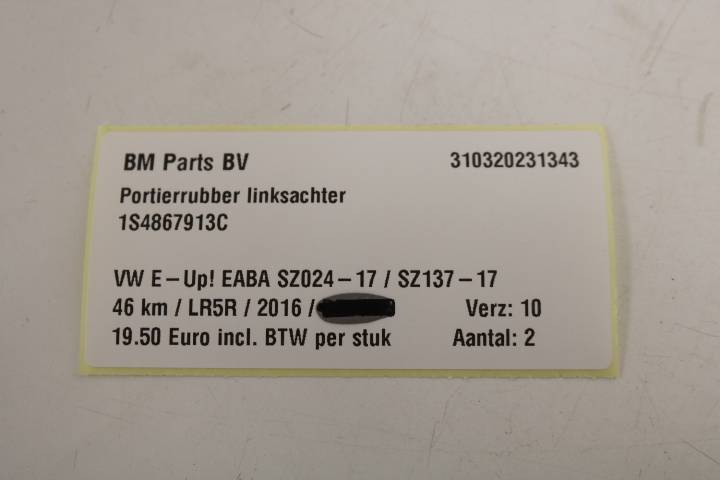 BM Parts BV 310320231343
Portierrubber linksachter
1S4867913C
VW E-Up! EABA SZ024-17 / SZ137-17
46 km / LR5R / 2016 / Verz: 10
19.50 Euro incl. BTW per stuk Aantal: 2